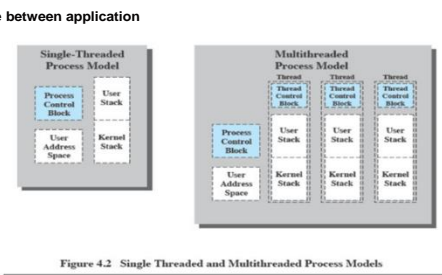 e between application
Single-Threaded
Process Model
Process
Control
Block
User
Stack
User
Address
Space
Kernel
Stack
Multithreaded
Process Model
Thread Thread Thread
Thread
Control
Block
Thread
Control
Block
Thread
Control
Block
Process
Control
Block
User
Stack
User
Stack
User
Stack
User
Address
Space
Kernel
Stack
Kernel
Stack
Kernel
Stack
Figure 4.2 Single Threaded and Multithreaded Process Models